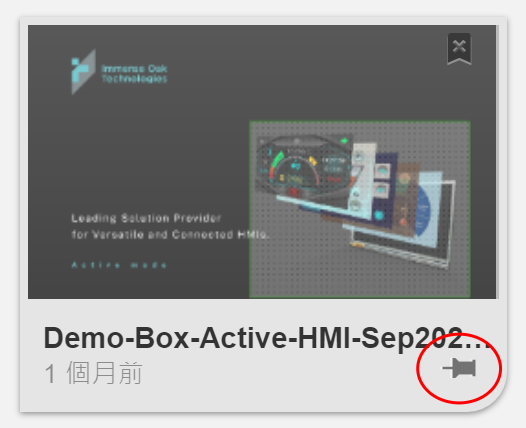 Immense Oak
Technologies
Leading Solution Provider
for Versatile and Connected HMIs.
Active mode
Demo-Box-Active-HMI-Sep202...
1 個月前